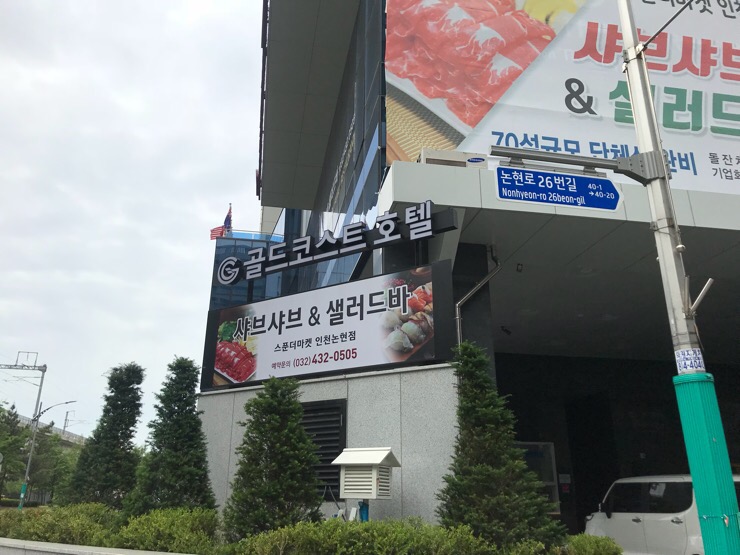 샤브샤브
& 샐러드
70석규모 단체
돌잔치
논현로26번길
Nonhyeon-ro 26beon-gil
40-1
→40-20
G 골드코스트 호텔
샤브샤브 & 샐러드바
스푼더마켓 인천논현점
예약문의 (032)432-0505